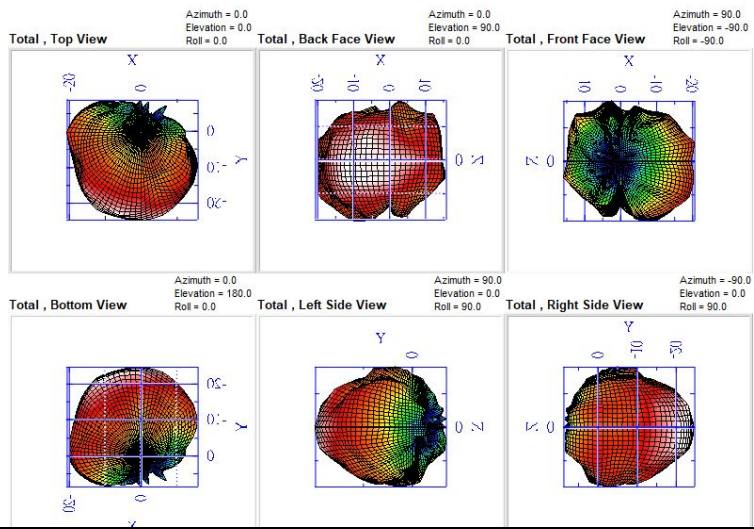 Azimuth = 0.0
Elevation = 0.0
Roll = 0.0
Total , Top View
X
-20 0
0
-10 Y
-20
Azimuth = 0.0
Elevation = 90.0
Roll = 0.0
Total , Back Face View
X
-20 -10 0 10
0 Z
Azimuth = 90.0
Elevation = -90.0
Roll = -90.0
Total , Front Face View
X
10 0 -10 -20
Z 0
Azimuth = 0.0
Elevation = 180.0
Roll = 0.0
Total , Bottom View
-20
-10 Y
0
-20 0
X
Azimuth = 90.0
Elevation = 0.0
Roll = 90.0
Total , Left Side View
Y
0
0 Z
Azimuth = -90.0
Elevation = 0.0
Roll = 90.0
Total , Right Side View
Y
0 -10 -20
Z 0